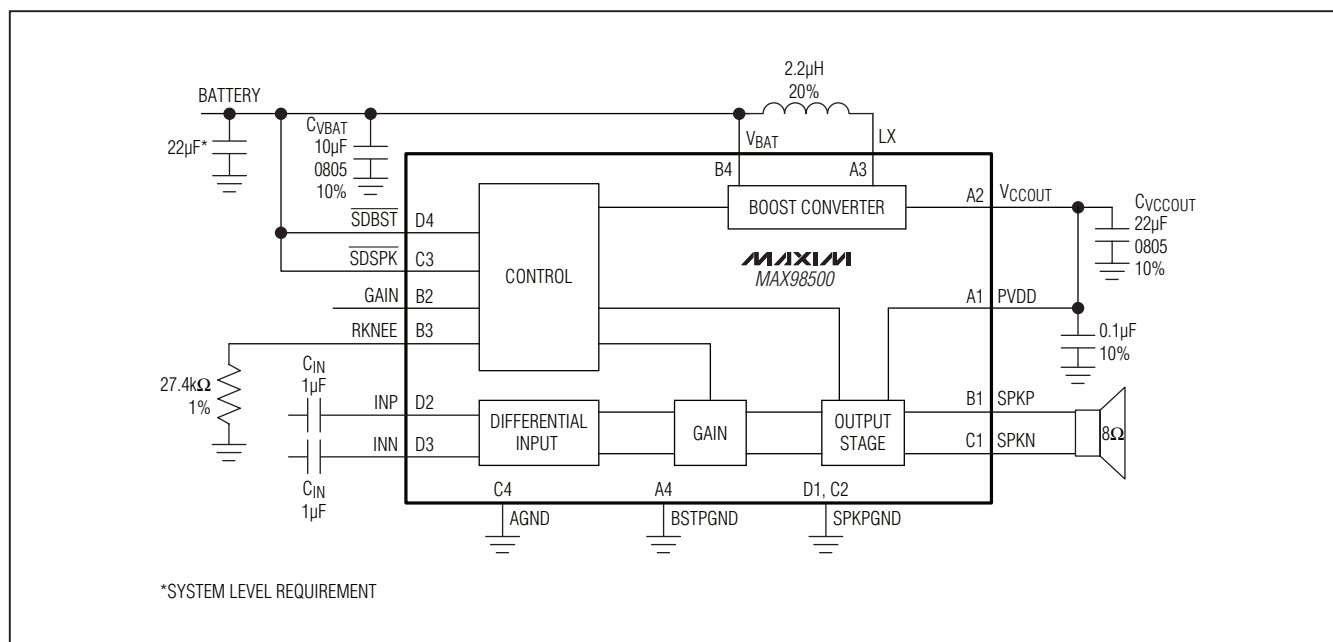 2.2µH
20%
BATTERY
22µF*
CVBAT
10µF
0805
10%
VBAT
LX
B4
A3
BOOST CONVERTER
A2
VCCOUT
CVCCOUT
22µF
0805
10%
SDBST
D4
SDSPK
C3
GAIN
B2
RKNEE
B3
CONTROL
MAXIM
MAX98500
A1
PVDD
0.1µF
10%
27.4kΩ
1%
CIN
1µF
INP
D2
INN
D3
CIN
1µF
DIFFERENTIAL
INPUT
GAIN
OUTPUT
STAGE
B1
SPKP
C1
SPKN
8Ω
C4
AGND
A4
BSTPGND
D1, C2
SPKPGND
*SYSTEM LEVEL REQUIREMENT